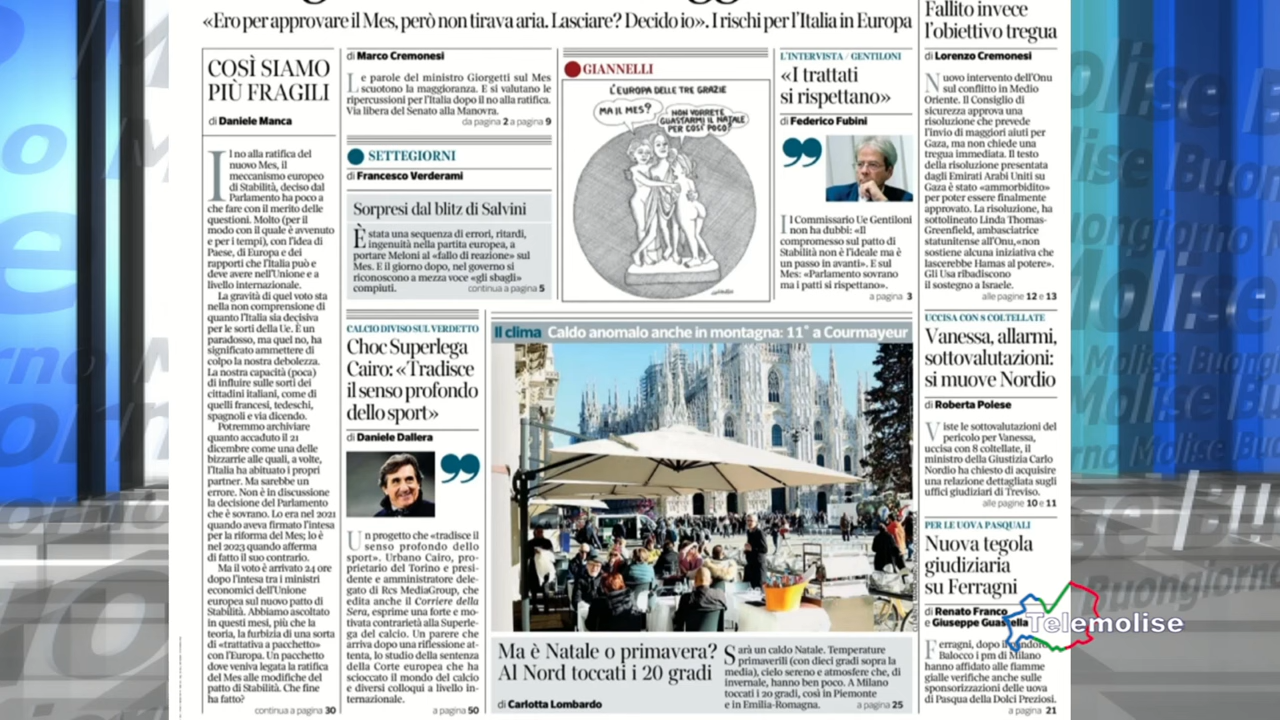 «Ero per approvare il Mes, però non tirava aria. Lasciare? Decido io». I rischi per l'Italia in Europa
COSÌ SIAMO
PIÙ FRAGILI
di Daniele Manca
Il no alla ratifica del
nuovo Mes, il
meccanismo europeo
di Stabilità, deciso dal
Parlamento ha poco a
che fare con il merito delle
questioni. Molto (per il
modo con il quale è avvenuto
e per i tempi), con l'idea di
Paese, di Europa e dei
rapporti che l'Italia può e
deve avere nell'Unione e a
livello internazionale.
La gravità di quel voto sta
nella non comprensione di
quanto l'Italia sia decisiva
per le sorti della Ue. È un
paradosso, ma quel no, ha
significato ammettere di
colpo la nostra debolezza.
La nostra capacità (poca)
di influire sulle sorti dei
cittadini italiani, come di
quelli francesi, tedeschi,
spagnoli e via dicendo.
Potremmo archiviare
quanto accaduto il 21
dicembre come una delle
bizzarrie alle quali, a volte,
l'Italia ha abituato i propri
partner. Ma sarebbe un
errore. Non è in discussione
la decisione del Parlamento
che è sovrano. Lo era nel 2021
quando aveva firmato l'intesa
per la riforma del Mes; lo è
nel 2023 quando afferma
di fatto il suo contrario.
Ma il voto è arrivato 24 ore
dopo l'intesa tra i ministri
economici dell'Unione
europea sul nuovo patto di
Stabilità. Abbiamo ascoltato
in questi mesi, più che la
teoria, la furbizia di una sorta
di «trattativa a pacchetto»
con l'Europa. Un pacchetto
dove veniva legata la ratifica
del Mes alle modifiche del
patto di Stabilità. Che fine
ha fatto?
continua a pagina 30
di Marco Cremonesi
Le parole del ministro Giorgetti sul Mes
scuotono la maggioranza. E si valutano le
ripercussioni per l'Italia dopo il no alla ratifica.
Via libera del Senato alla Manovra.
da pagina 2 a pagina 9
SETTEGIORNI
di Francesco Verderami
Sorpresi dal blitz di Salvini
È stata una sequenza di errori, ritardi,
ingenuità nella partita europea, a
portare Meloni al «fallo di reazione» sul
Mes. E il giorno dopo, nel governo si
riconoscono a mezza voce «gli sbagli»
compiuti. continua a pagina 5
GIANNELLI
L'EUROPA DELLE TRE GRAZIE
MA IL MES?
NON VORRETE
GUASTARMI IL NATALE
PER COSÌ POCO?
L'INTERVISTA / GENTILONI
«I trattati
si rispettano»
di Federico Fubini
Il Commissario Ue Gentiloni
non ha dubbi: «Il
compromesso sul patto di
Stabilità non è l'ideale ma è
un passo in avanti». E sul
Mes: «Parlamento sovrano
ma i patti si rispettano».
a pagina 3
Fallito invece
l'obiettivo tregua
di Lorenzo Cremonesi
Nuovo intervento dell'Onu
sul conflitto in Medio
Oriente. Il Consiglio di
sicurezza approva una
risoluzione che prevede
l'invio di maggiori aiuti per
Gaza, ma non chiede una
tregua immediata. Il testo
della risoluzione presentata
dagli Emirati Arabi Uniti su
Gaza è stato «ammorbidito»
per poter essere finalmente
approvato. La risoluzione, ha
sottolineato Linda Thomas-
Greenfield, ambasciatrice
statunitense all'Onu,«non
sostiene alcuna iniziativa che
lascerebbe Hamas al potere».
Gli Usa ribadiscono
il sostegno a Israele.
alle pagine 12 e 13
CALCIO DIVISO SUL VERDETTO
Choc Superlega
Cairo: «Tradisce
il senso profondo
dello sport»
di Daniele Dallera
Un progetto che «tradisce il
senso profondo dello
sport». Urbano Cairo, pro-
prietario del Torino e presi-
dente e amministratore dele-
gato di Rcs MediaGroup, che
edita anche il Corriere della
Sera, esprime una forte e mo-
tivata contrarietà alla Superle-
ga del calcio. Un parere che
arriva dopo una riflessione at-
tenta, lo studio della sentenza
della Corte europea che ha
scioccato il mondo del calcio
e diversi colloqui a livello in-
ternazionale.
a pagina 50
Il clima Caldo anomalo anche in montagna: 11° a Courmayeur
Ma è Natale o primavera?
Al Nord toccati i 20 gradi
di Carlotta Lombardo
Sarà un caldo Natale. Temperature
primaverili (con dieci gradi sopra la
media), cielo sereno e atmosfere che, di
invernale, hanno ben poco. A Milano
toccati i 20 gradi, così in Piemonte
e in Emilia-Romagna. a pagina 25
UCCISA CON 8 COLTELLATE
Vanessa, allarmi,
sottovalutazioni:
si muove Nordio
di Roberta Polese
Viste le sottovalutazioni del
pericolo per Vanessa,
uccisa con 8 coltellate, il
ministro della Giustizia Carlo
Nordio ha chiesto di acquisire
una relazione dettagliata sugli
uffici giudiziari di Treviso.
alle pagine 10 e 11
PER LE UOVA PASQUALI
Nuova tegola
giudiziaria
su Ferragni
di Renato Franco
e Giuseppe Guastella
Ferragni, dopo il pandoro
Balocco i pm di Milano
hanno affidato alle fiamme
gialle verifiche anche sulle
sponsorizzazioni delle uova
di Pasqua della Dolci Preziosi.
a pagina 21
Telemolise
Molise Buongiorno
Buongiorno